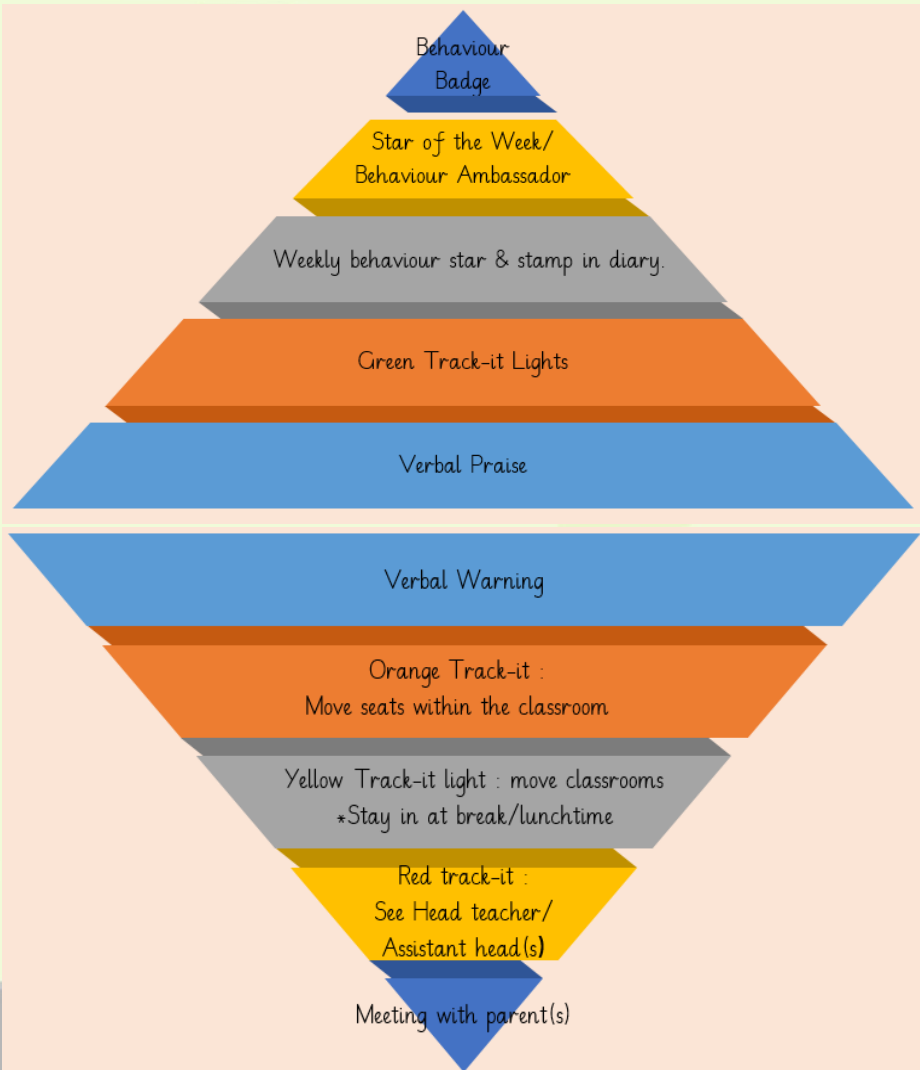 Behaviour
Badge
Star of the Week/
Behaviour Ambassador
Weekly behaviour star & stamp in diary.
Green Track-it Lights
Verbal Praise
Verbal Warning
Orange Track-it :
Move seats within the classroom
Yellow Track-it light : move classrooms
*Stay in at break/lunchtime
Red track-it :
See Head teacher/
Assistant head(s)
Meeting with parent(s)